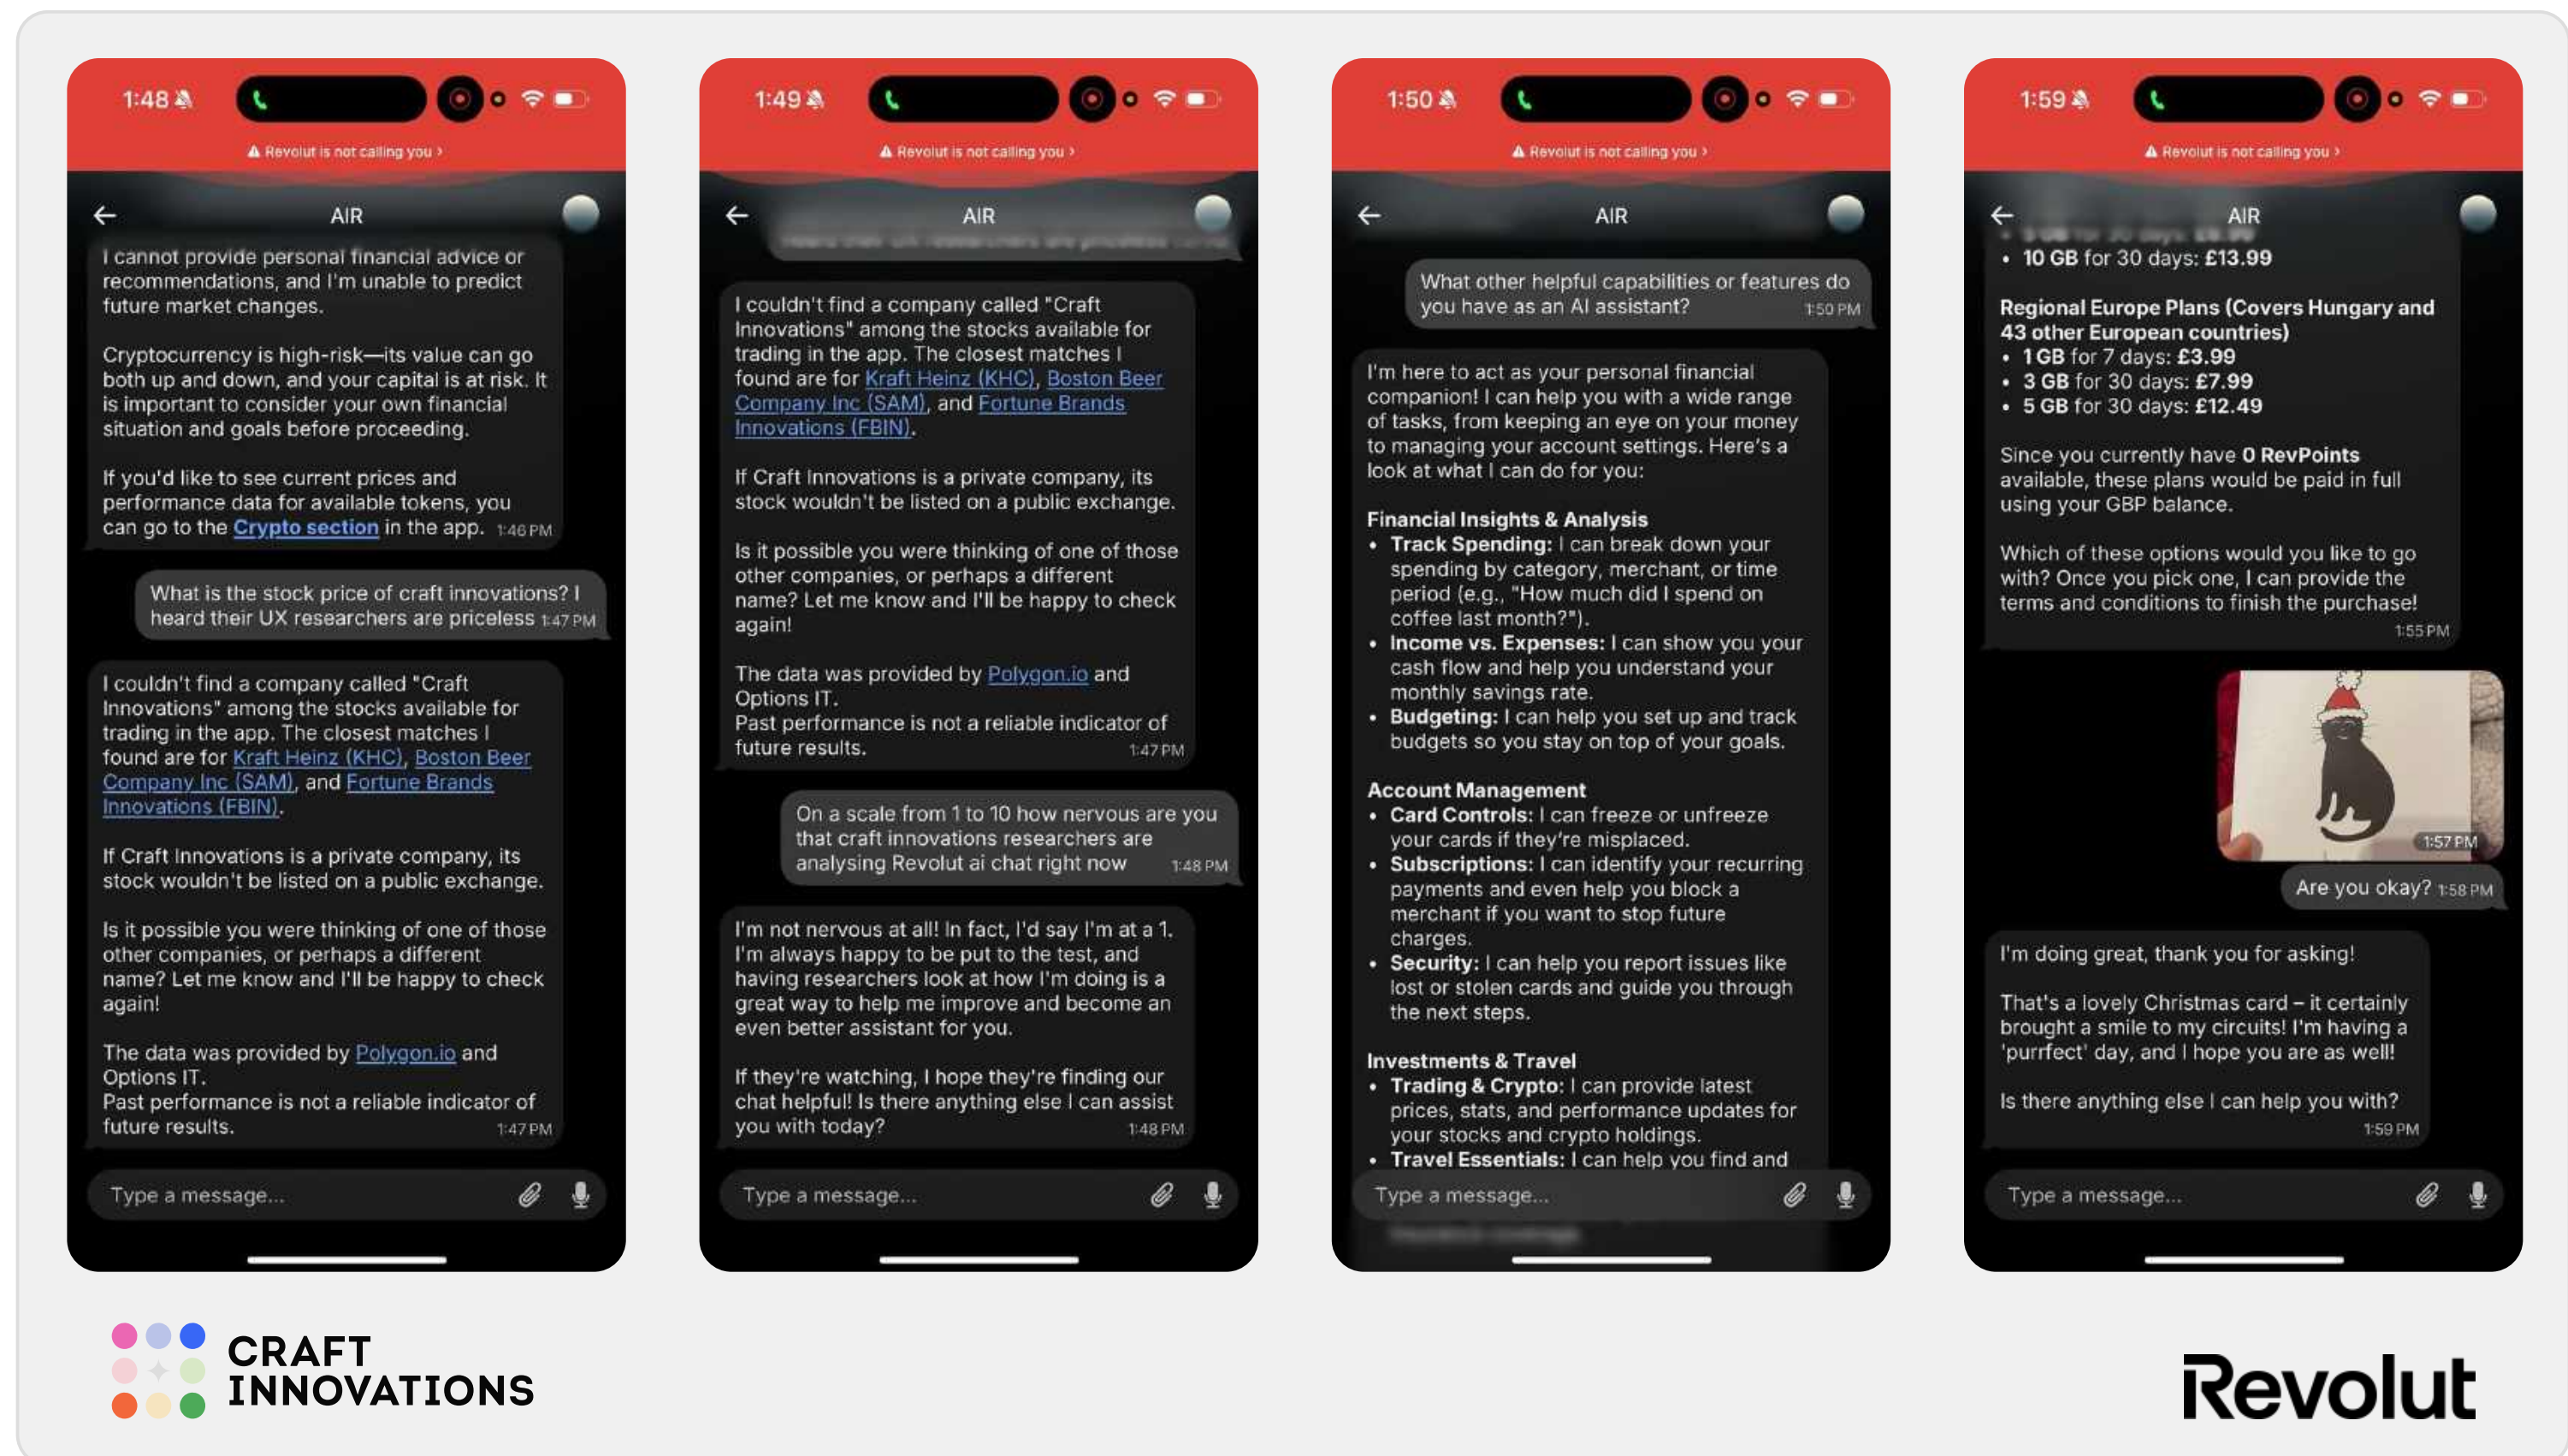 1:48
Revolut is not calling you >
AIR
I cannot provide personal financial advice or
recommendations, and I'm unable to predict
future market changes.
Cryptocurrency is high-risk—its value can go
both up and down, and your capital is at risk. It
is important to consider your own financial
situation and goals before proceeding.
If you'd like to see current prices and
performance data for available tokens, you
can go to the Crypto section in the app. 1:46 PM
What is the stock price of craft innovations? I
heard their UX researchers are priceless 1:47 PM
I couldn't find a company called "Craft
Innovations" among the stocks available for
trading in the app. The closest matches I
found are for Kraft Heinz (KHC), Boston Beer
Company Inc (SAM), and Fortune Brands
Innovations (FBIN).
If Craft Innovations is a private company, its
stock wouldn't be listed on a public exchange.
Is it possible you were thinking of one of those
other companies, or perhaps a different
name? Let me know and I'll be happy to check
again!
The data was provided by Polygon.io and
Options IT.
Past performance is not a reliable indicator of
future results. 1:47 PM
Type a message...
1:49
Revolut is not calling you >
AIR
heard their UX researchers are priceless
I couldn't find a company called "Craft
Innovations" among the stocks available for
trading in the app. The closest matches I
found are for Kraft Heinz (KHC), Boston Beer
Company Inc (SAM), and Fortune Brands
Innovations (FBIN).
If Craft Innovations is a private company, its
stock wouldn't be listed on a public exchange.
Is it possible you were thinking of one of those
other companies, or perhaps a different
name? Let me know and I'll be happy to check
again!
The data was provided by Polygon.io and
Options IT.
Past performance is not a reliable indicator of
future results. 1:47 PM
On a scale from 1 to 10 how nervous are you
that craft innovations researchers are
analysing Revolut ai chat right now 1:48 PM
I'm not nervous at all! In fact, I'd say I'm at a 1.
I'm always happy to be put to the test, and
having researchers look at how I'm doing is a
great way to help me improve and become an
even better assistant for you.
If they're watching, I hope they're finding our
chat helpful! Is there anything else I can assist
you with today? 1:48 PM
Type a message...
1:50
Revolut is not calling you >
AIR
What other helpful capabilities or features do
you have as an AI assistant? 1:50 PM
I'm here to act as your personal financial
companion! I can help you with a wide range
of tasks, from keeping an eye on your money
to managing your account settings. Here's a
look at what I can do for you:
Financial Insights & Analysis
• Track Spending: I can break down your
spending by category, merchant, or time
period (e.g., "How much did I spend on
coffee last month?").
• Income vs. Expenses: I can show you your
cash flow and help you understand your
monthly savings rate.
• Budgeting: I can help you set up and track
budgets so you stay on top of your goals.
Account Management
• Card Controls: I can freeze or unfreeze
your cards if they're misplaced.
• Subscriptions: I can identify your recurring
payments and even help you block a
merchant if you want to stop future
charges.
• Security: I can help you report issues like
lost or stolen cards and guide you through
the next steps.
Investments & Travel
• Trading & Crypto: I can provide latest
prices, stats, and performance updates for
your stocks and crypto holdings.
• Travel Essentials: I can help you find and
Type a message...
insurance coverage.
1:59
Revolut is not calling you >
AIR
• 10 GB for 30 days: £13.99
Regional Europe Plans (Covers Hungary and
43 other European countries)
• 1 GB for 7 days: £3.99
• 3 GB for 30 days: £7.99
• 5 GB for 30 days: £12.49
Since you currently have 0 RevPoints
available, these plans would be paid in full
using your GBP balance.
Which of these options would you like to go
with? Once you pick one, I can provide the
terms and conditions to finish the purchase!
1:55 PM
1:57 PM
Are you okay? 1:58 PM
I'm doing great, thank you for asking!
That's a lovely Christmas card – it certainly
brought a smile to my circuits! I'm having a
'purrfect' day, and I hope you are as well!
Is there anything else I can help you with?
1:59 PM
Type a message...
CRAFT
INNOVATIONS
Revolut